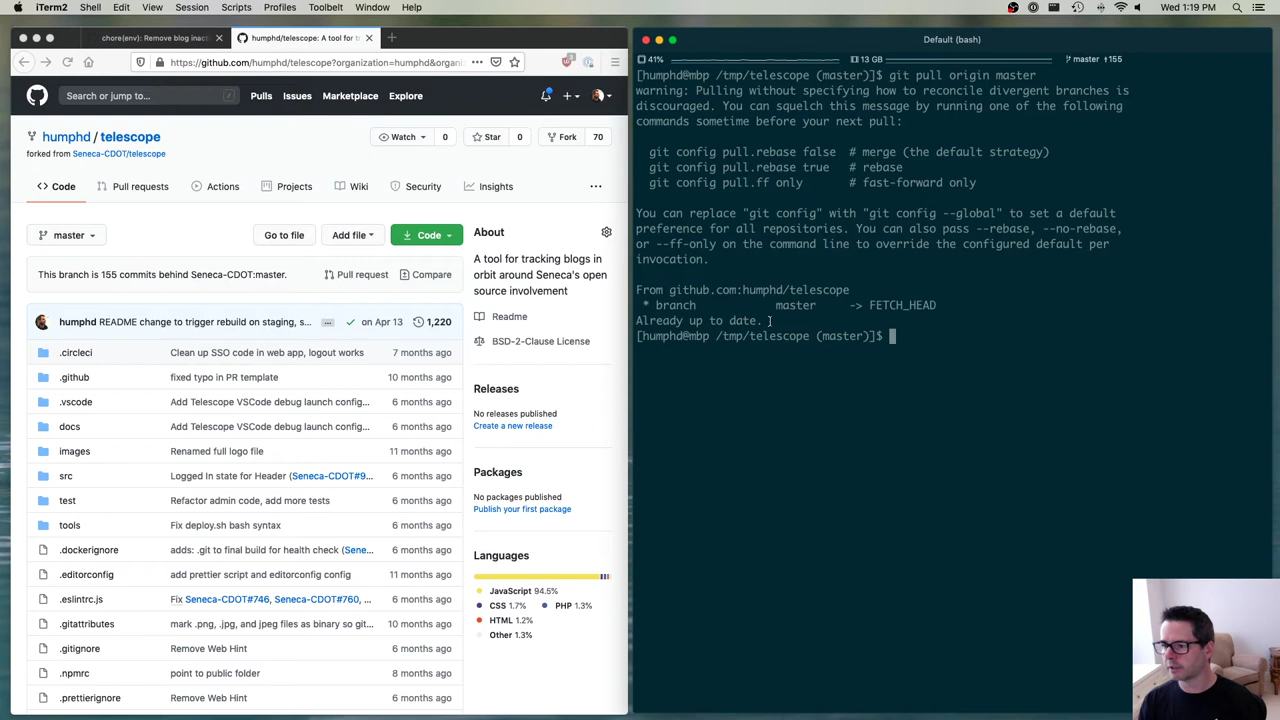 iTerm2 Shell Edit View Session Scripts Profiles Toolbelt Window Help
Wed 1:19 PM
chore(env): Remove blog inact
humphd/telescope: A tool for tr
https://github.com/humphd/telescope?organization=humphd&organi
Search or jump to... /
Pulls Issues Marketplace Explore
humphd / telescope
forked from Seneca-CDOT/telescope
Watch 0 Star 0 Fork 70
Code Pull requests Actions Projects Wiki Security Insights ...
master Go to file Add file Code
This branch is 155 commits behind Seneca-CDOT:master. Pull request Compare
humphd README change to trigger rebuild on staging, s... ... on Apr 13 1,220
.circleci Clean up SSO code in web app, logout works 7 months ago
.github fixed typo in PR template 10 months ago
.vscode Add Telescope VSCode debug launch config... 6 months ago
docs Add Telescope VSCode debug launch config... 6 months ago
images Renamed full logo file 11 months ago
src Logged In state for Header (Seneca-CDOT#9... 6 months ago
test Refactor admin code, add more tests 6 months ago
tools Fix deploy.sh bash syntax 6 months ago
.dockerignore adds: .git to final build for health check (Sene... 6 months ago
.editorconfig add prettier script and editorconfig config 11 months ago
.eslintrc.js Fix Seneca-CDOT#746, Seneca-CDOT#760, ... 6 months ago
.gitattributes mark .png, .jpg, and jpeg files as binary so git... 10 months ago
.gitignore Remove Web Hint 6 months ago
.npmrc point to public folder 8 months ago
.prettierignore Remove Web Hint 6 months ago
About
A tool for tracking blogs in
orbit around Seneca's open
source involvement
Readme
BSD-2-Clause License
Releases
No releases published
Create a new release
Packages
No packages published
Publish your first package
Languages
JavaScript 94.5%
CSS 1.7% PHP 1.3%
HTML 1.2%
Other 1.3%
Default (bash)
41% 13 GB master ↑155
[humphd@mbp /tmp/telescope (master)]$ git pull origin master
warning: Pulling without specifying how to reconcile divergent branches is
discouraged. You can squelch this message by running one of the following
commands sometime before your next pull:
git config pull.rebase false # merge (the default strategy)
git config pull.rebase true # rebase
git config pull.ff only # fast-forward only
You can replace "git config" with "git config --global" to set a default
preference for all repositories. You can also pass --rebase, --no-rebase,
or --ff-only on the command line to override the configured default per
invocation.
From github.com:humphd/telescope
* branch master -> FETCH_HEAD
Already up to date.
[humphd@mbp /tmp/telescope (master)]$